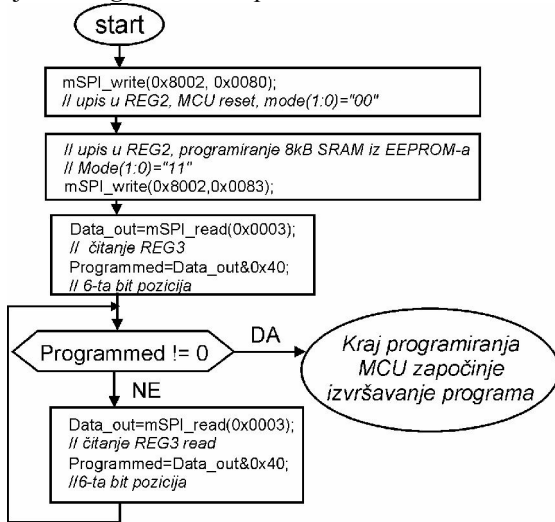 start
mSPI_write(0x8002, 0x0080);
// upis u REG2, MCU reset, mode(1:0)="00"
// upis u REG2, programiranje 8kB SRAM iz EEPROM-a
// Mode(1:0)="11"
mSPI_write(0x8002,0x0083);
Data_out=mSPI_read(0x0003);
// čitanje REG3
Programmed=Data_out&0x40;
// 6-ta bit pozicija
Programmed != 0
DA
Kraj programiranja
MCU započinje
izvršavanje programa
NE
Data_out=mSPI_read(0x0003);
// čitanje REG3 read
Programmed=Data_out&0x40;
//6-ta bit pozicija